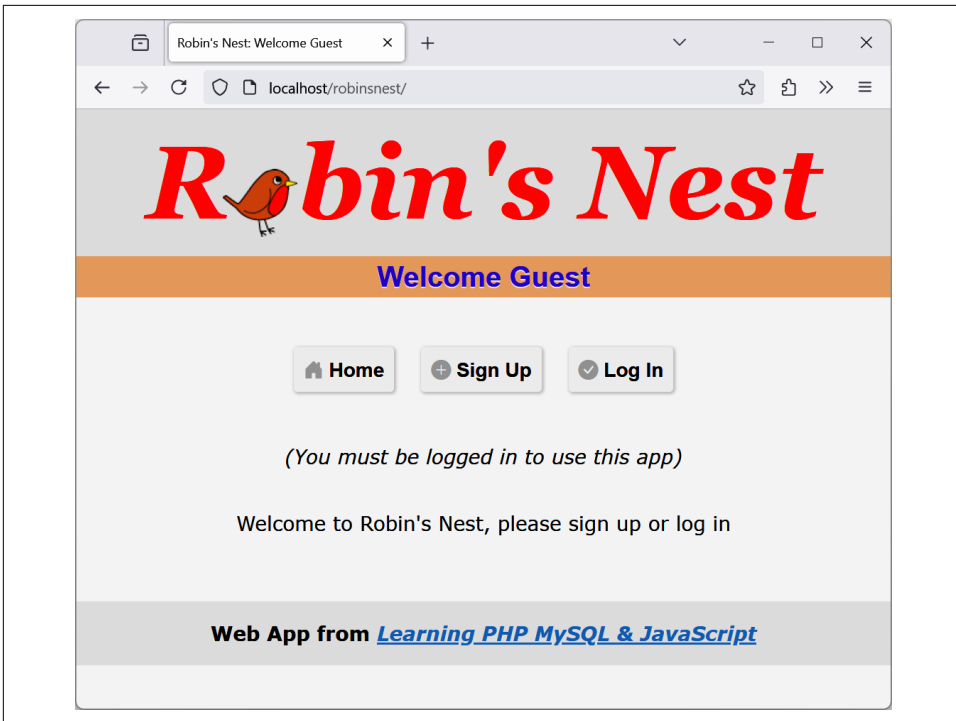 Robin's Nest: Welcome Guest
localhost/robinsnest/
R bin's Nest
Welcome Guest
Home Sign Up Log In
(You must be logged in to use this app)
Welcome to Robin's Nest, please sign up or log in
Web App from Learning PHP MySQL & JavaScript